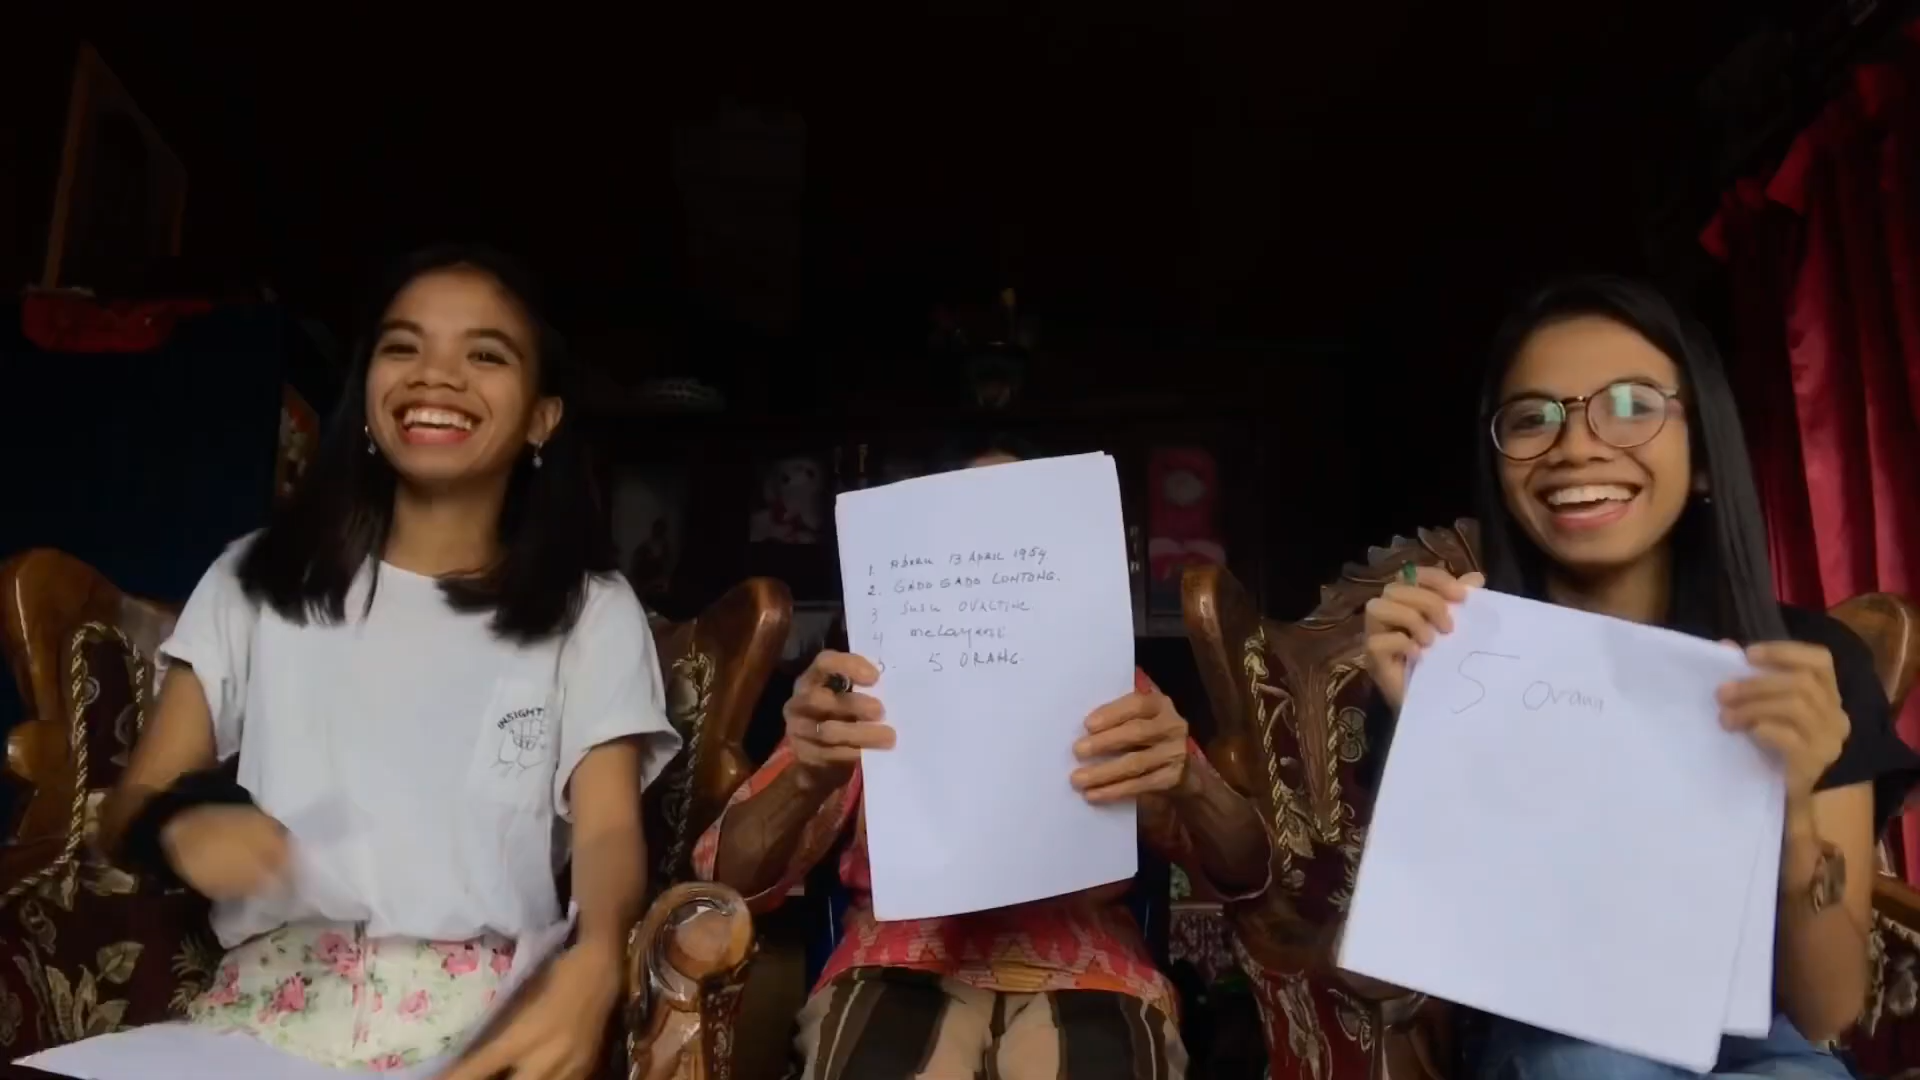 INSIGHT
1. RABU 13 APRIL 1954
2. GADO GADO LONTONG.
3 SUSU OVALTINE.
4 melayani
5. 5 ORANG.
5 orang